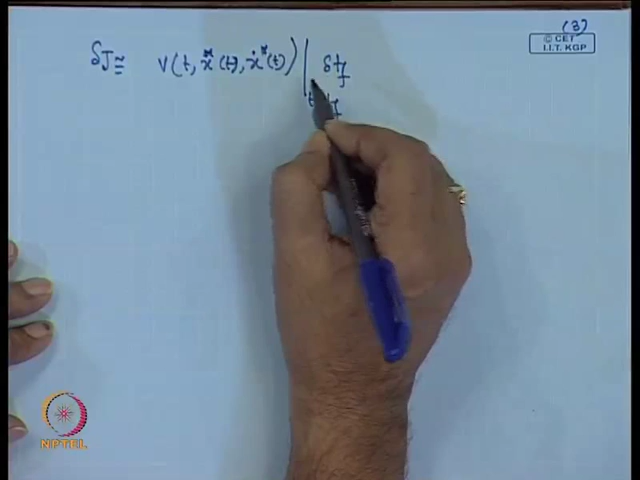 (3)
© CET
I.I.T. KGP
δJ ≅ V(t, x*(t), ẋ*(t)) | δt_f
NPTEL